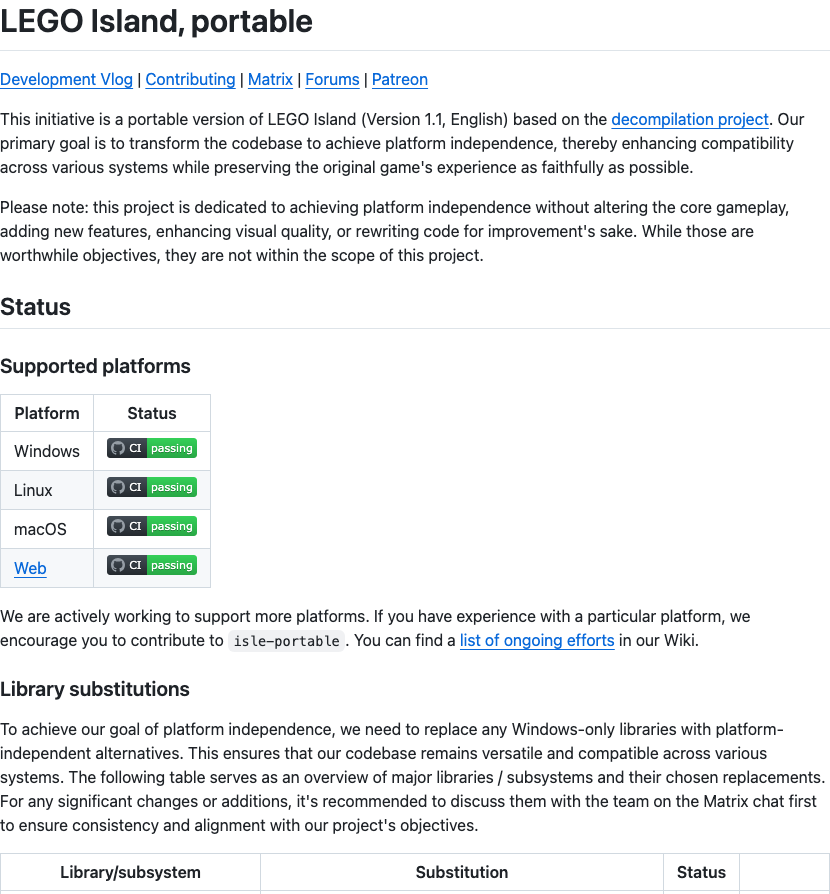 LEGO Island, portable
Development Vlog | Contributing | Matrix | Forums | Patreon
This initiative is a portable version of LEGO Island (Version 1.1, English) based on the decompilation project. Our
primary goal is to transform the codebase to achieve platform independence, thereby enhancing compatibility
across various systems while preserving the original game's experience as faithfully as possible.
Please note: this project is dedicated to achieving platform independence without altering the core gameplay,
adding new features, enhancing visual quality, or rewriting code for improvement's sake. While those are
worthwhile objectives, they are not within the scope of this project.
Status
Supported platforms
Platform Status
Windows CI passing
Linux CI passing
macOS CI passing
Web CI passing
We are actively working to support more platforms. If you have experience with a particular platform, we
encourage you to contribute to isle-portable. You can find a list of ongoing efforts in our Wiki.
Library substitutions
To achieve our goal of platform independence, we need to replace any Windows-only libraries with platform-
independent alternatives. This ensures that our codebase remains versatile and compatible across various
systems. The following table serves as an overview of major libraries / subsystems and their chosen replacements.
For any significant changes or additions, it's recommended to discuss them with the team on the Matrix chat first
to ensure consistency and alignment with our project's objectives.
Library/subsystem Substitution Status